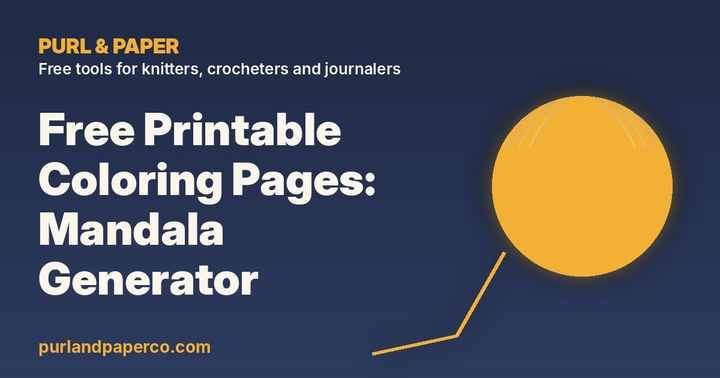 PURL & PAPER
Free tools for knitters, crocheters and journalers
Free Printable
Coloring Pages:
Mandala
Generator
purlandpaperco.com